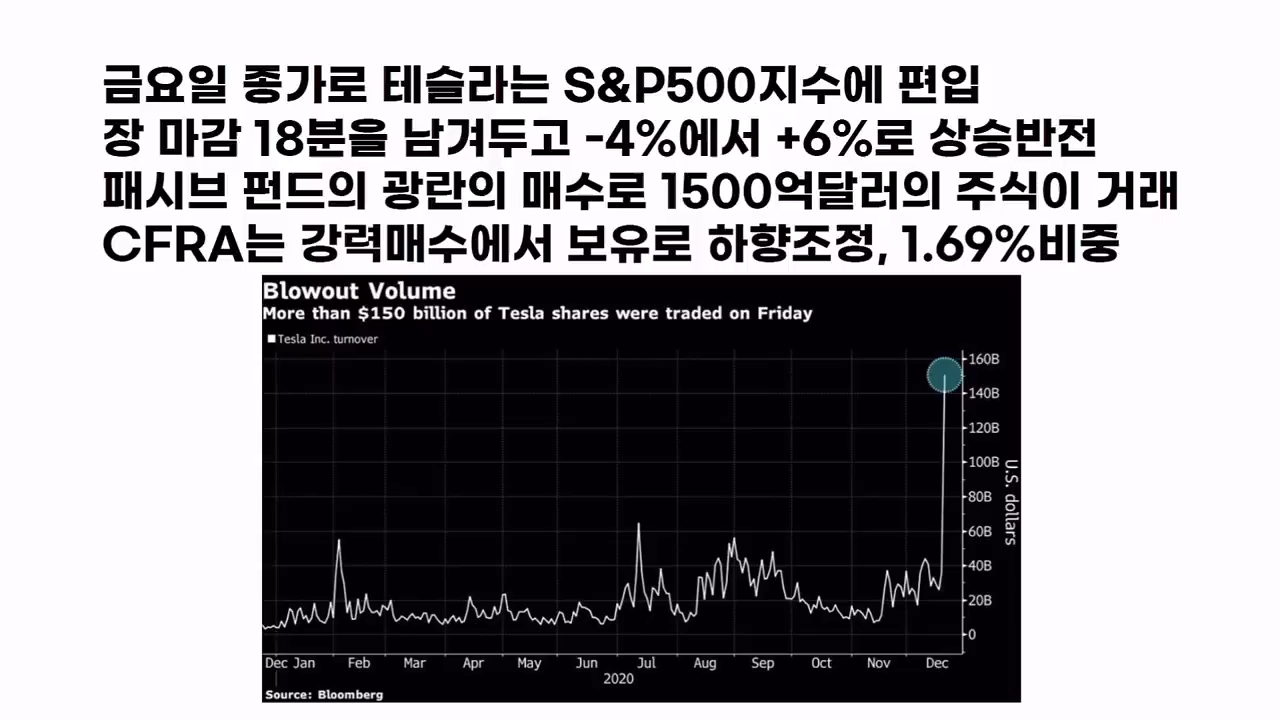 금요일 종가로 테슬라는 S&P500지수에 편입
장 마감 18분을 남겨두고 -4%에서 +6%로 상승반전
패시브 펀드의 광란의 매수로 1500억달러의 주식이 거래
CFRA는 강력매수에서 보유로 하향조정, 1.69%비중
Blowout Volume
More than $150 billion of Tesla shares were traded on Friday
Tesla Inc. turnover
160B
140B
120B
100B
80B
60B
40B
20B
0
U.S. dollars
Dec Jan Feb Mar Apr May Jun Jul Aug Sep Oct Nov Dec
2020
Source: Bloomberg